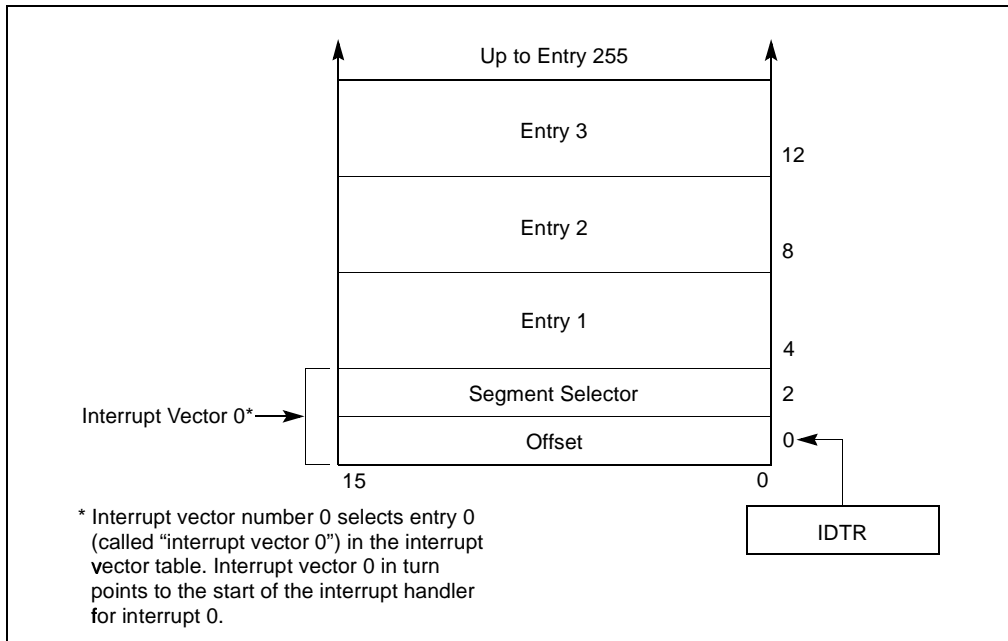 Up to Entry 255
Entry 3
12
Entry 2
8
Entry 1
4
Segment Selector
2
Interrupt Vector 0*
Offset
0
15
0
* Interrupt vector number 0 selects entry 0
(called “interrupt vector 0”) in the interrupt
vector table. Interrupt vector 0 in turn
points to the start of the interrupt handler
for interrupt 0.
IDTR